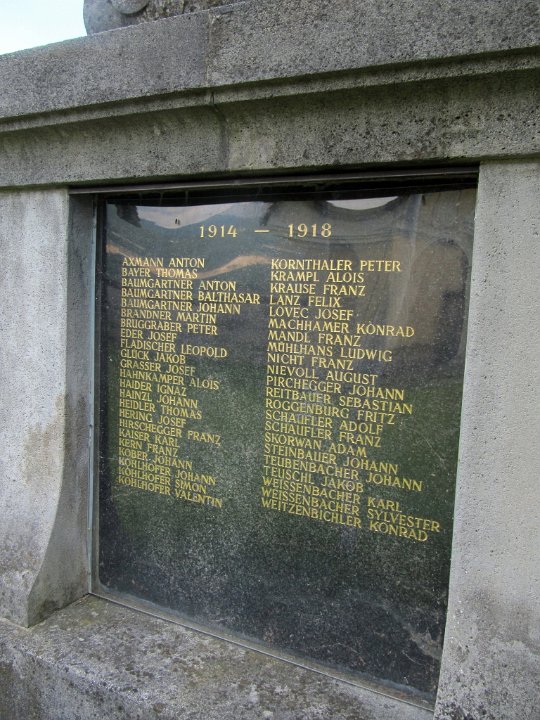 1914 – 1918
AXMANN ANTON
BAYER THOMAS
BAUMGARTNER ANTON
BAUMGARTNER BALTHASAR
BAUMGARTNER JOHANN
BRANDNER MARTIN
BRUGGRABER PETER
EDER JOSEF
FLADISCHER LEOPOLD
GLÜCK JAKOB
GRASSER JOSEF
HAHNKAMPER ALOIS
HAIDER IGNAZ
HAINZL JOHANN
HEIDLER THOMAS
HERING JOSEF
HIRSCHEGGER FRANZ
KAISER KARL
KERN FRANZ
KOBER JOHANN
KOHLHOFER JOHANN
KOHLHOFER SIMON
KOHLHOFER VALENTIN
KORNTHALER PETER
KRAMPL ALOIS
KRAUSE FRANZ
LANZ FELIX
LOVEC JOSEF
MACHHAMER KONRAD
MANDL FRANZ
MÜHLHANS LUDWIG
NICHT FRANZ
NIEVOLL AUGUST
PIRCHEGGER JOHANN
REITBAUER SEBASTIAN
ROGGENBURG FRITZ
SCHAUFLER ADOLF
SCHAUFLER FRANZ
SKORWAN ADAM
STEINBAUER JOHANN
TEUBENBACHER JOHANN
TEUSCHL JAKOB
WEISSENBACHER KARL
WEISSENBACHER SYLVESTER
WEITZENBICHLER KONRAD